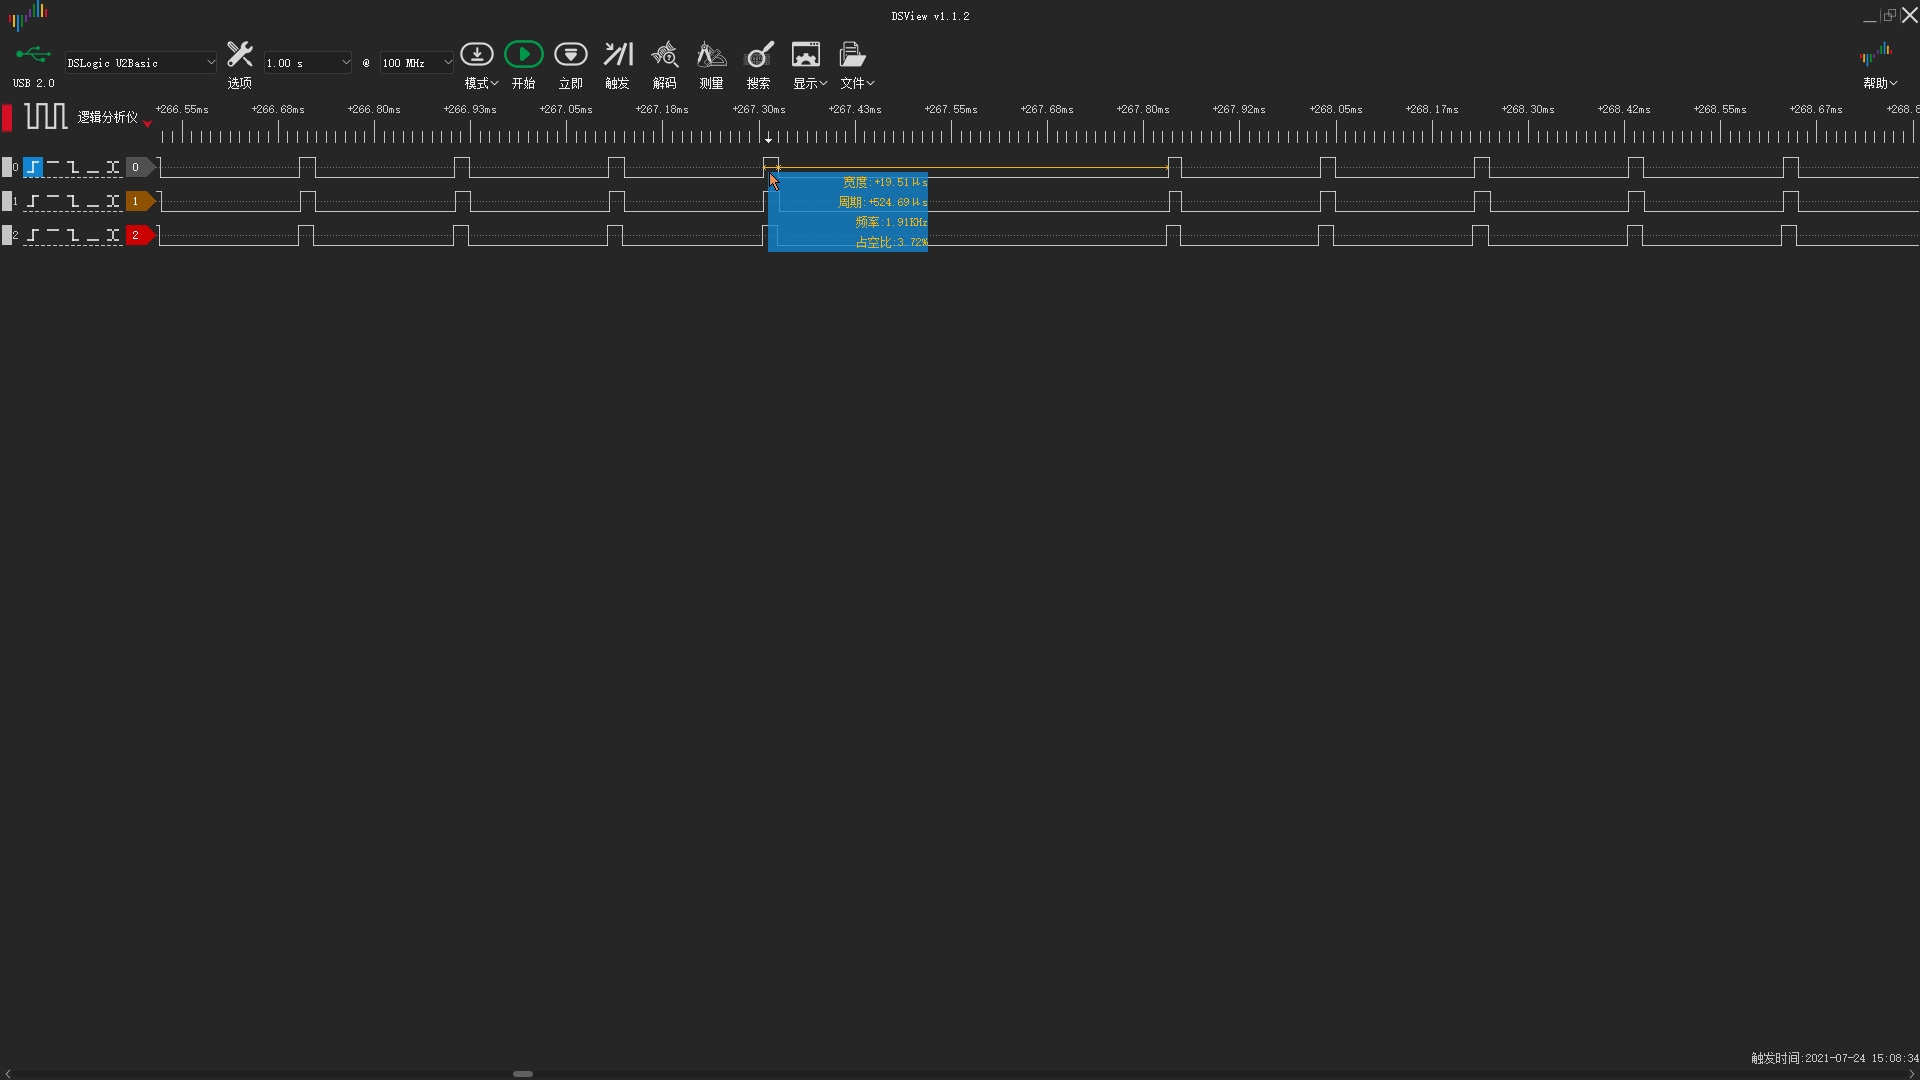 DSView v1.1.2
USB 2.0
DSLogic U2Basic
选项
1.00 s
@
100 MHz
模式
开始
立即
触发
解码
测量
搜索
显示
文件
帮助
逻辑分析仪
+266.55ms +266.68ms +266.80ms +266.93ms +267.05ms +267.18ms +267.30ms +267.43ms +267.55ms +267.68ms +267.80ms +267.92ms +268.05ms +268.17ms +268.30ms +268.42ms +268.55ms +268.67ms +268.8
0 0
1 1
2 2
宽度:+19.51μs
周期:+524.69μs
频率:1.91KHz
占空比:3.72%
触发时间:2021-07-24 15:08:34